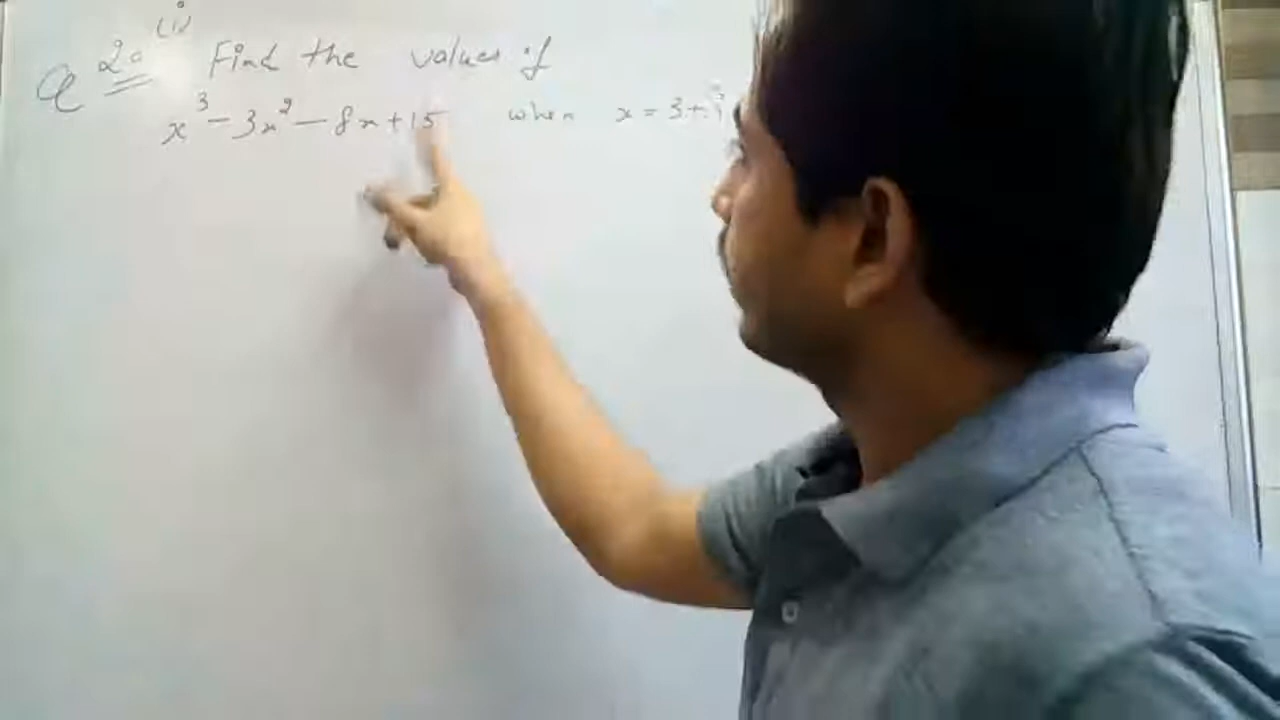 (i)
Q 20 Find the values of
x³ - 3x² - 8x + 15 when x = 3 + i